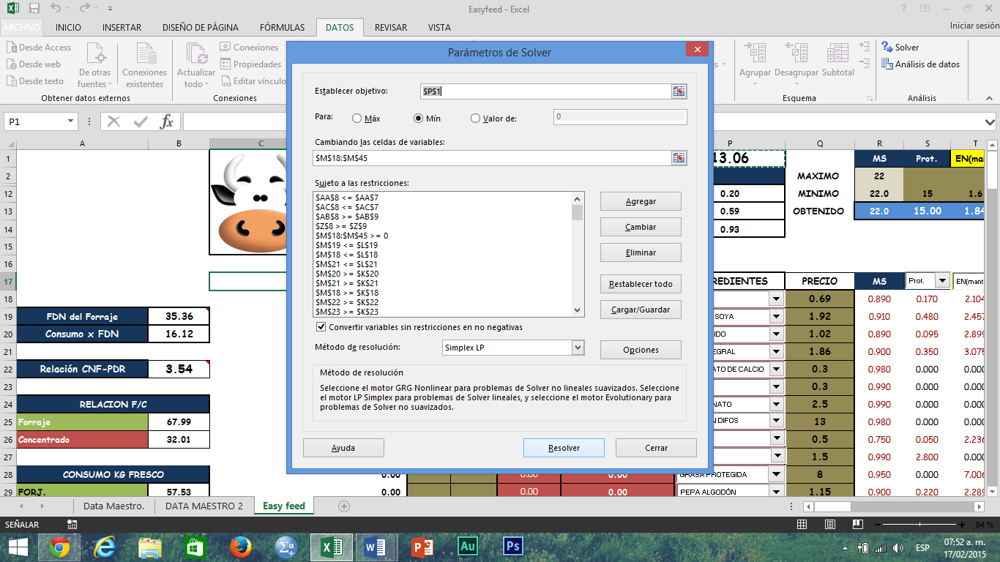 Easyfeed - Excel
ARCHIVO INICIO INSERTAR DISEÑO DE PÁGINA FÓRMULAS DATOS REVISAR VISTA Iniciar sesión
Desde Access
Desde web
Desde texto
De otras fuentes
Conexiones existentes
Obtener datos externos
Actualizar todo
Conexiones
Propiedades
Editar vínculo
Conexiones
Agrupar Desagrupar Subtotal
Esquema
Solver
Análisis de datos
Análisis
P1
Parámetros de Solver
Establecer objetivo: $P$1
Para: Máx Mín Valor de: 0
Cambiando las celdas de variables:
$M$18:$M$45
Sujeto a las restricciones:
$AA$8 <= $AA$7
$AC$8 <= $AC$7
$AB$8 >= $AB$9
$Z$8 >= $Z$9
$M$18:$M$45 >= 0
$M$19 <= $L$19
$M$18 <= $L$18
$M$21 <= $L$21
$M$20 >= $K$20
$M$21 >= $K$21
$M$18 >= $K$18
$M$22 >= $K$22
$M$23 >= $K$23
Agregar
Cambiar
Eliminar
Restablecer todo
Cargar/Guardar
Convertir variables sin restricciones en no negativas
Método de resolución: Simplex LP
Opciones
Método de resolución
Seleccione el motor GRG Nonlinear para problemas de Solver no lineales suavizados. Seleccione
el motor LP Simplex para problemas de Solver lineales, y seleccione el motor Evolutionary para
problemas de Solver no suavizados.
Ayuda Resolver Cerrar
A B C P Q R S T
1 13.06 MS Prot. EN(man
2 MAXIMO 22
12 0.20 MINIMO 22.0 15 1.6
13 0.59 OBTENIDO 22.0 15.00 1.84
14 0.93
15
16
17 REDIENTES PRECIO MS Prot. EN(mant
18 0.69 0.890 0.170 2.104
19 FDN del Forraje 35.36 SOYA 1.92 0.910 0.480 2.457
20 Consumo x FDN 16.12 IDO 1.02 0.890 0.095 2.899
21 EGRAL 1.86 0.900 0.350 3.075
22 Relación CNF-PDR 3.54 ATO DE CALCIO 0.3 0.980 0.000 0.000
23 0.3 0.990 0.000 0.000
24 RELACION F/C NATO 2.5 0.990 0.000 0.000
25 Forraje 67.99 N DIFOS 13 0.980 0.000 0.000
26 Concentrado 32.01 0.5 0.750 0.050 2.236
27 1.5 0.990 2.800 0.000
28 CONSUMO KG FRESCO 0.00 0.00 0.00 GRASA PROTEGIDA 8 0.950 0.000 7.006
29 FORJ. 57.53 0.00 0.00 0.00 PEPA ALGODÓN 1.15 0.900 0.220 2.289
Data Maestro. DATA MAESTRO 2 Easy feed
SEÑALAR 84 %
Au Ps
ESP
07:52 a. m.
17/02/2015